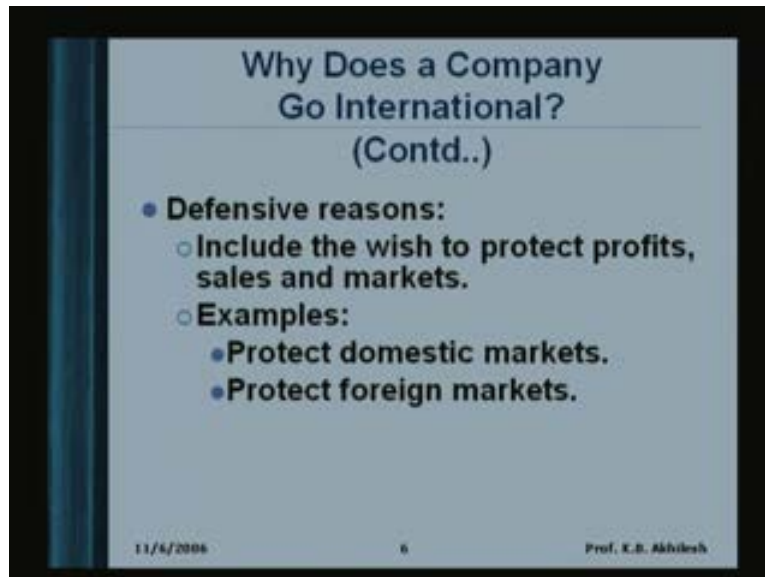 Why Does a Company
Go International?
(Contd..)
Defensive reasons:
Include the wish to protect profits,
sales and markets.
Examples:
Protect domestic markets.
Protect foreign markets.
11/6/2006 6 Prof. K.B. Akhilesh